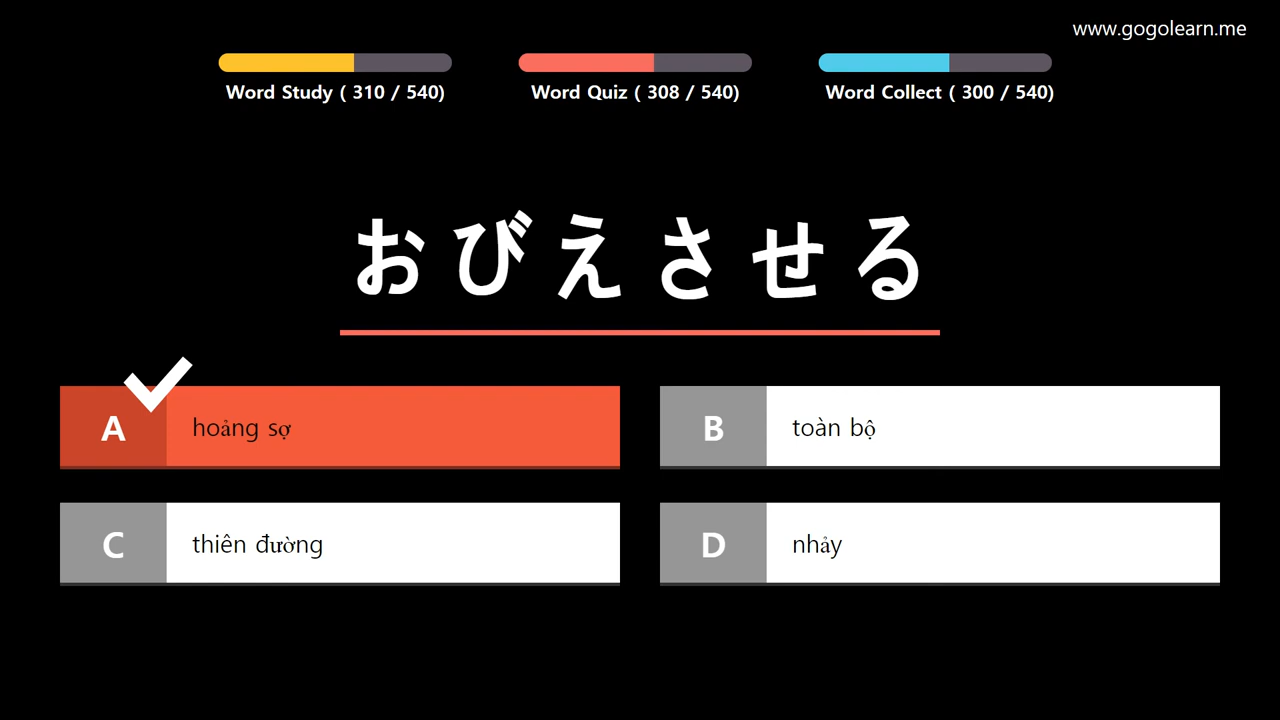 www.gogolearn.me
Word Study ( 310 / 540)
Word Quiz ( 308 / 540)
Word Collect ( 300 / 540)
おびえさせる
A hoảng sợ
B toàn bộ
C thiên đường
D nhảy